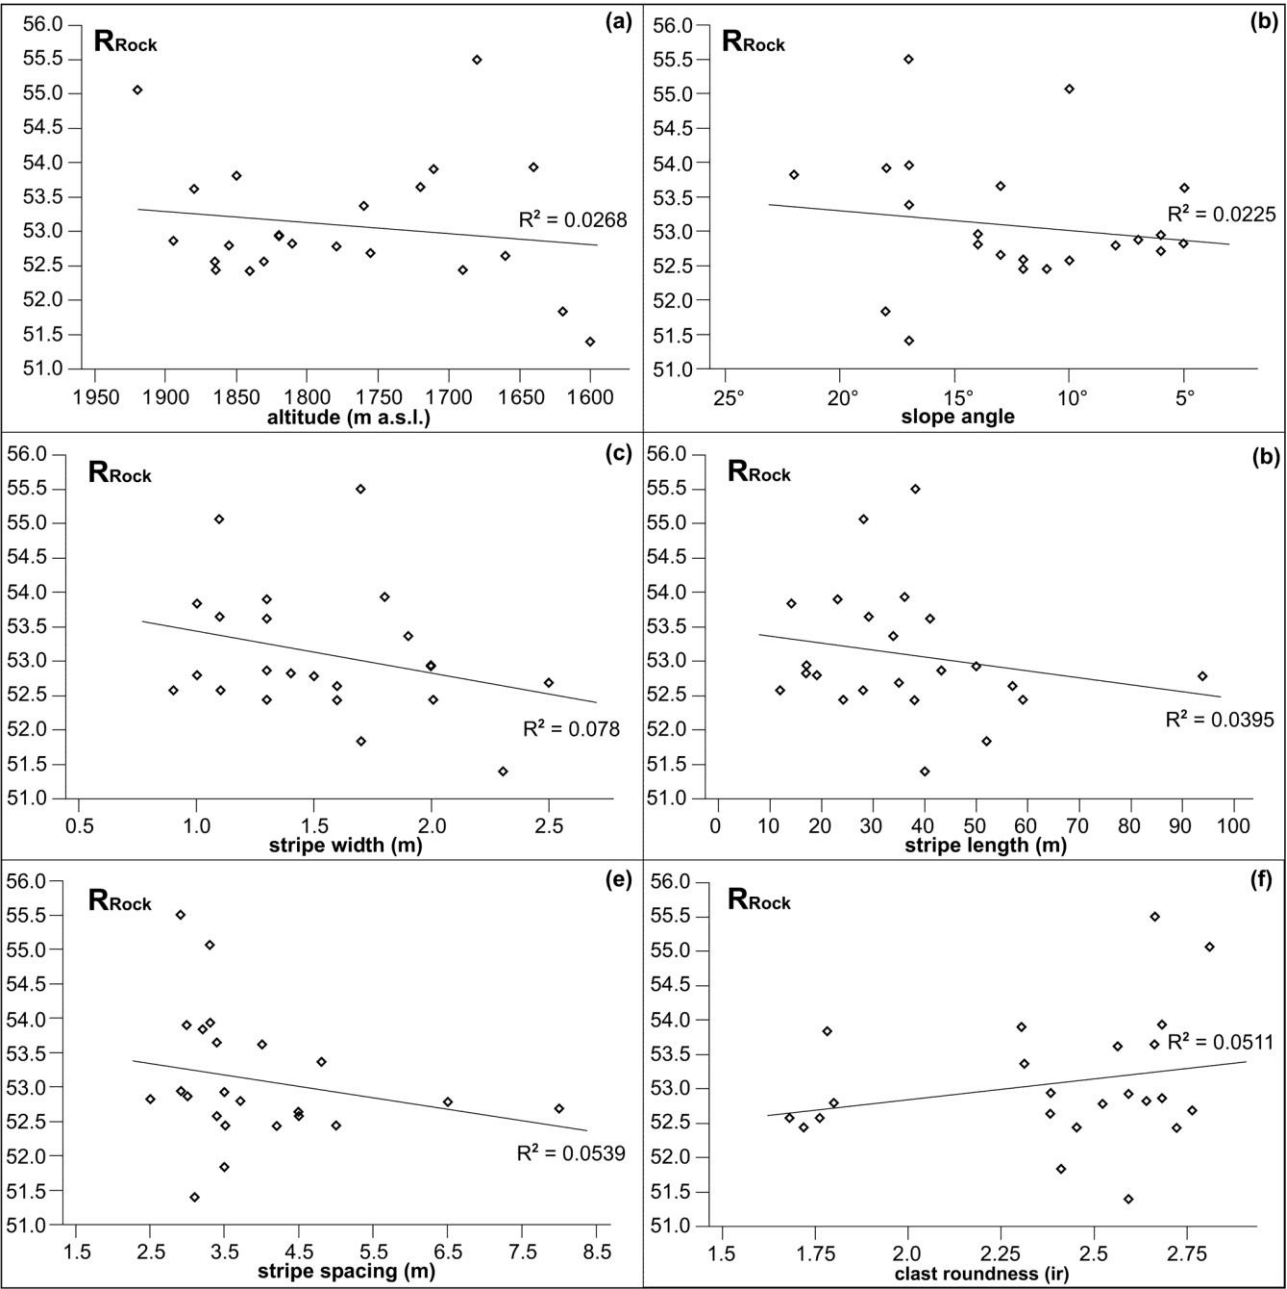 (a)
R Rock
56.0
55.5
55.0
54.5
54.0
53.5
53.0
52.5
52.0
51.5
51.0
R² = 0.0268
1950 1900 1850 1800 1750 1700 1650 1600
altitude (m a.s.l.)
(b)
R Rock
56.0
55.5
55.0
54.5
54.0
53.5
53.0
52.5
52.0
51.5
51.0
R² = 0.0225
25° 20° 15° 10° 5°
slope angle
(c)
R Rock
56.0
55.5
55.0
54.5
54.0
53.5
53.0
52.5
52.0
51.5
51.0
R² = 0.078
0.5 1.0 1.5 2.0 2.5
stripe width (m)
(b)
R Rock
56.0
55.5
55.0
54.5
54.0
53.5
53.0
52.5
52.0
51.5
51.0
R² = 0.0395
0 10 20 30 40 50 60 70 80 90 100
stripe length (m)
(e)
R Rock
56.0
55.5
55.0
54.5
54.0
53.5
53.0
52.5
52.0
51.5
51.0
R² = 0.0539
1.5 2.5 3.5 4.5 5.5 6.5 7.5 8.5
stripe spacing (m)
(f)
R Rock
56.0
55.5
55.0
54.5
54.0
53.5
53.0
52.5
52.0
51.5
51.0
R² = 0.0511
1.5 1.75 2.0 2.25 2.5 2.75
clast roundness (ir)